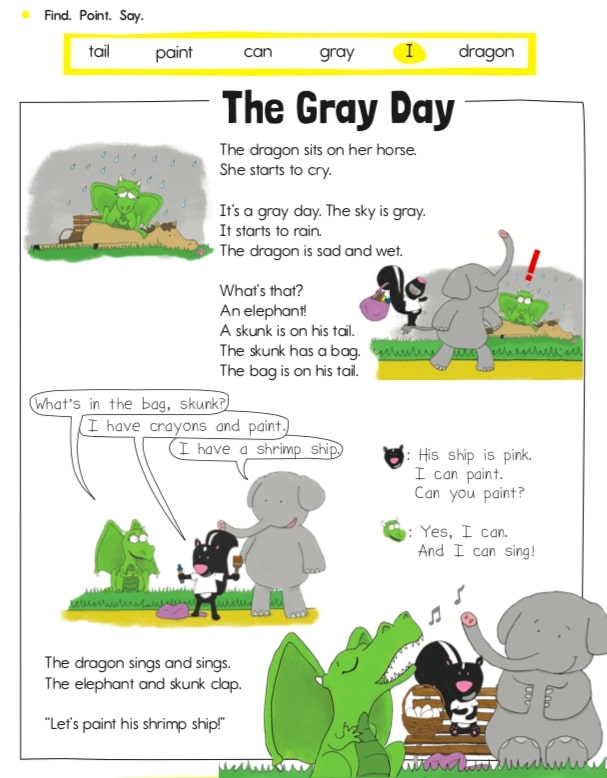 Find. Point. Say.
tail paint can gray I dragon
The Gray Day
The dragon sits on her horse.
She starts to cry.
It's a gray day. The sky is gray.
It starts to rain.
The dragon is sad and wet.
!
What's that?
An elephant!
A skunk is on his tail.
The skunk has a bag.
The bag is on his tail.
What's in the bag, skunk?
I have crayons and paint.
I have a shrimp ship.
: His ship is pink.
I can paint.
Can you paint?
: Yes, I can.
And I can sing!
The dragon sings and sings.
The elephant and skunk clap.
"Let's paint his shrimp ship!"